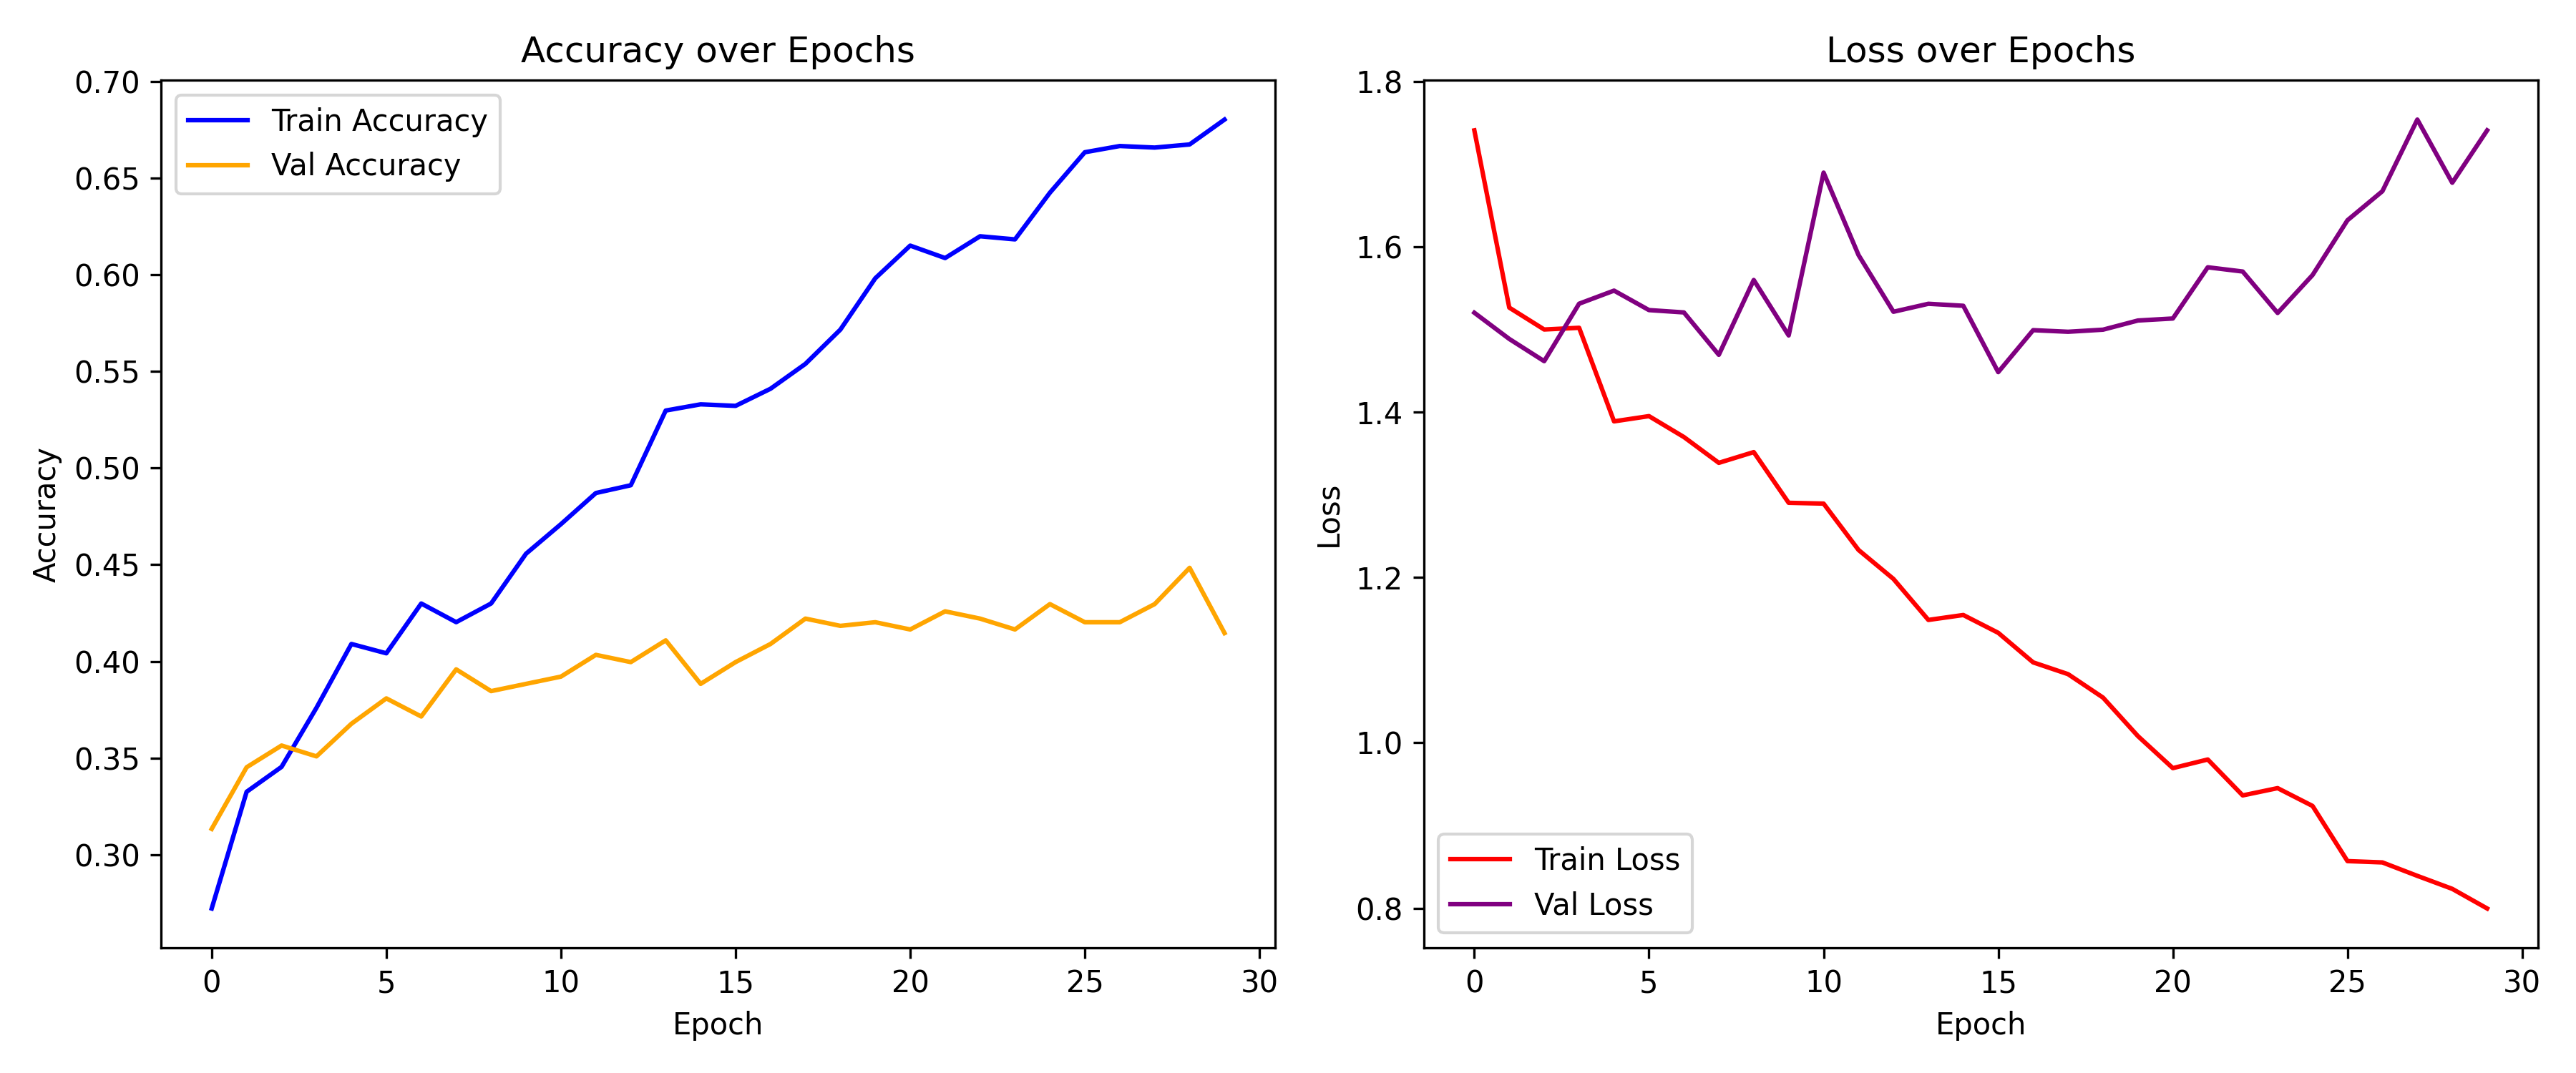 Accuracy over Epochs
0.70
0.65
0.60
0.55
0.50
0.45
0.40
0.35
0.30
Accuracy
Train Accuracy
Val Accuracy
0 5 10 15 20 25 30
Epoch
Loss over Epochs
1.8
1.6
1.4
1.2
1.0
0.8
Loss
Train Loss
Val Loss
0 5 10 15 20 25 30
Epoch